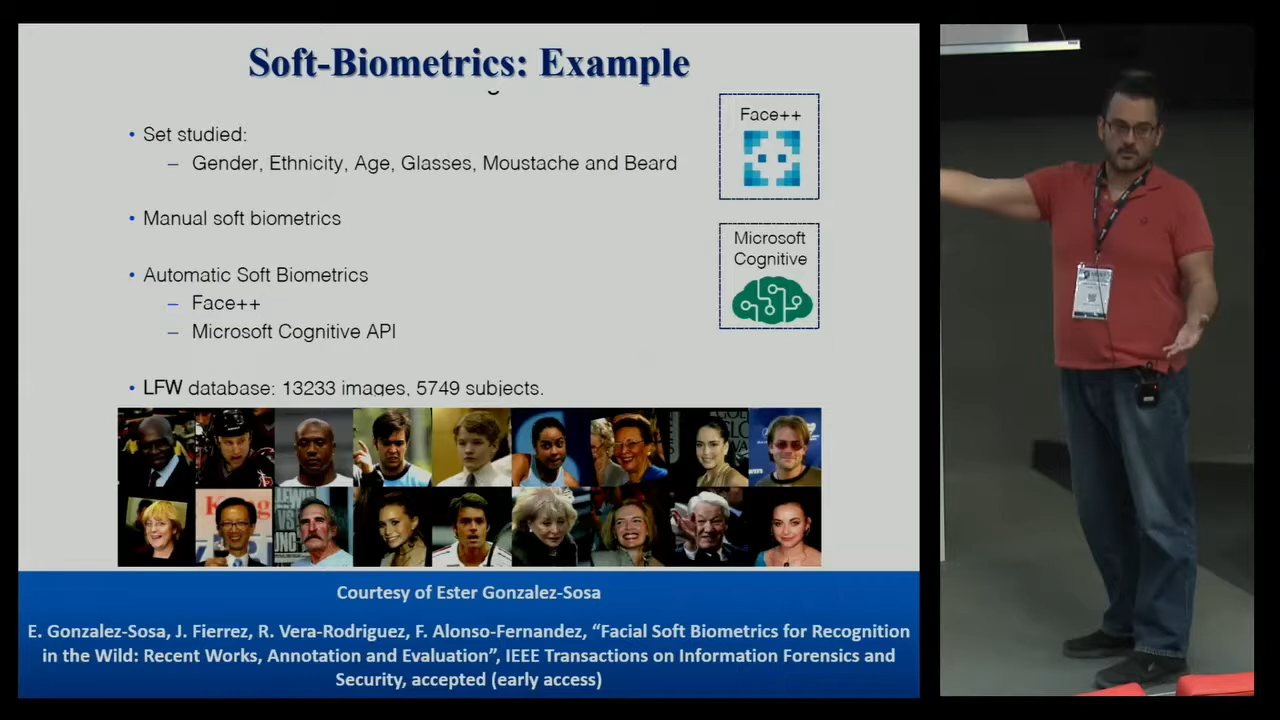 Soft-Biometrics: Example
• Set studied:
– Gender, Ethnicity, Age, Glasses, Moustache and Beard
• Manual soft biometrics
• Automatic Soft Biometrics
– Face++
– Microsoft Cognitive API
• LFW database: 13233 images, 5749 subjects.
Face++
Microsoft
Cognitive
Courtesy of Ester Gonzalez-Sosa
E. Gonzalez-Sosa, J. Fierrez, R. Vera-Rodriguez, F. Alonso-Fernandez, “Facial Soft Biometrics for Recognition
in the Wild: Recent Works, Annotation and Evaluation”, IEEE Transactions on Information Forensics and
Security, accepted (early access)